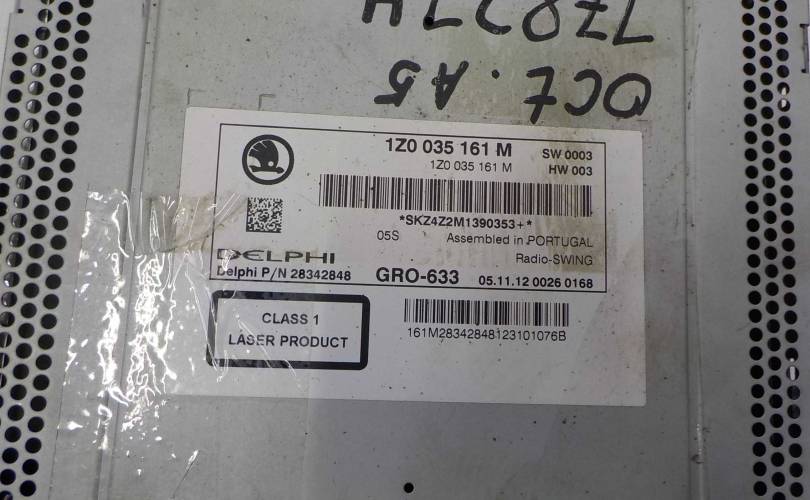 OCT. A5
1Z0 035 161 M
SW 0003
1Z0 035 161 M
HW 003
*SKZ4Z2M1390353+*
05S
Assembled in PORTUGAL
DELPHI
Radio-SWING
Delphi P/N 28342848
GRO-633
05.11.12 0026 0168
CLASS 1
LASER PRODUCT
161M28342848123101076B